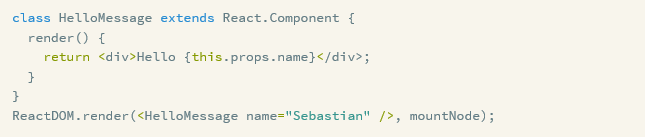 class HelloMessage extends React.Component {
  render() {
    return <div>Hello {this.props.name}</div>;
  }
}
ReactDOM.render(<HelloMessage name="Sebastian" />, mountNode);